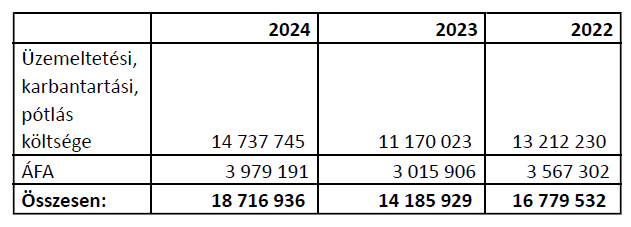 2024 2023 2022
Üzemeltetési,
karbantartási,
pótlás
költsége 14 737 745 11 170 023 13 212 230
ÁFA 3 979 191 3 015 906 3 567 302
Összesen: 18 716 936 14 185 929 16 779 532